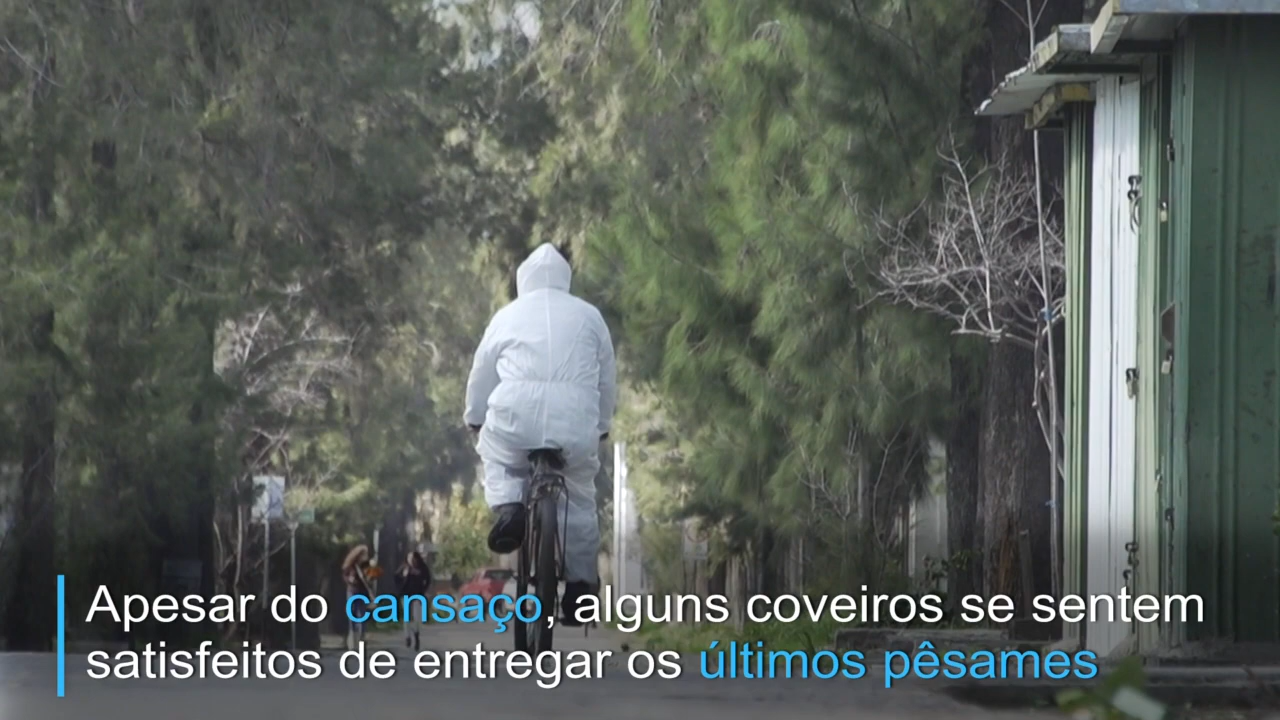 Apesar do cansaço, alguns coveiros se sentem
satisfeitos de entregar os últimos pêsames